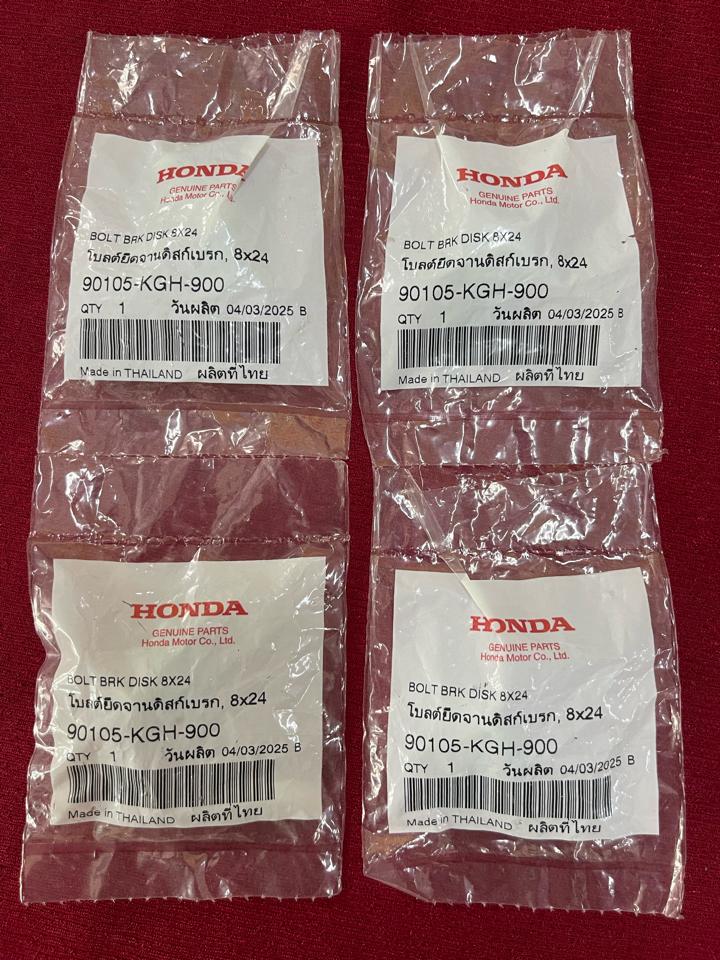 HONDA
GENUINE PARTS
Honda Motor Co., Ltd.
BOLT BRK DISK 8X24
โบลต์ยึดจานดิสก์เบรก, 8x24
90105-KGH-900
QTY 1 วันผลิต 04/03/2025 B
Made in THAILAND ผลิตที่ไทย
HONDA
GENUINE PARTS
Honda Motor Co., Ltd.
BOLT BRK DISK 8X24
โบลต์ยึดจานดิสก์เบรก, 8x24
90105-KGH-900
QTY 1 วันผลิต 04/03/2025 B
Made in THAILAND ผลิตที่ไทย
HONDA
GENUINE PARTS
Honda Motor Co., Ltd.
BOLT BRK DISK 8X24
โบลต์ยึดจานดิสก์เบรก, 8x24
90105-KGH-900
QTY 1 วันผลิต 04/03/2025 B
Made in THAILAND ผลิตที่ไทย
HONDA
GENUINE PARTS
Honda Motor Co., Ltd.
BOLT BRK DISK 8X24
โบลต์ยึดจานดิสก์เบรก, 8x24
90105-KGH-900
QTY 1 วันผลิต 04/03/2025 B
Made in THAILAND ผลิตที่ไทย